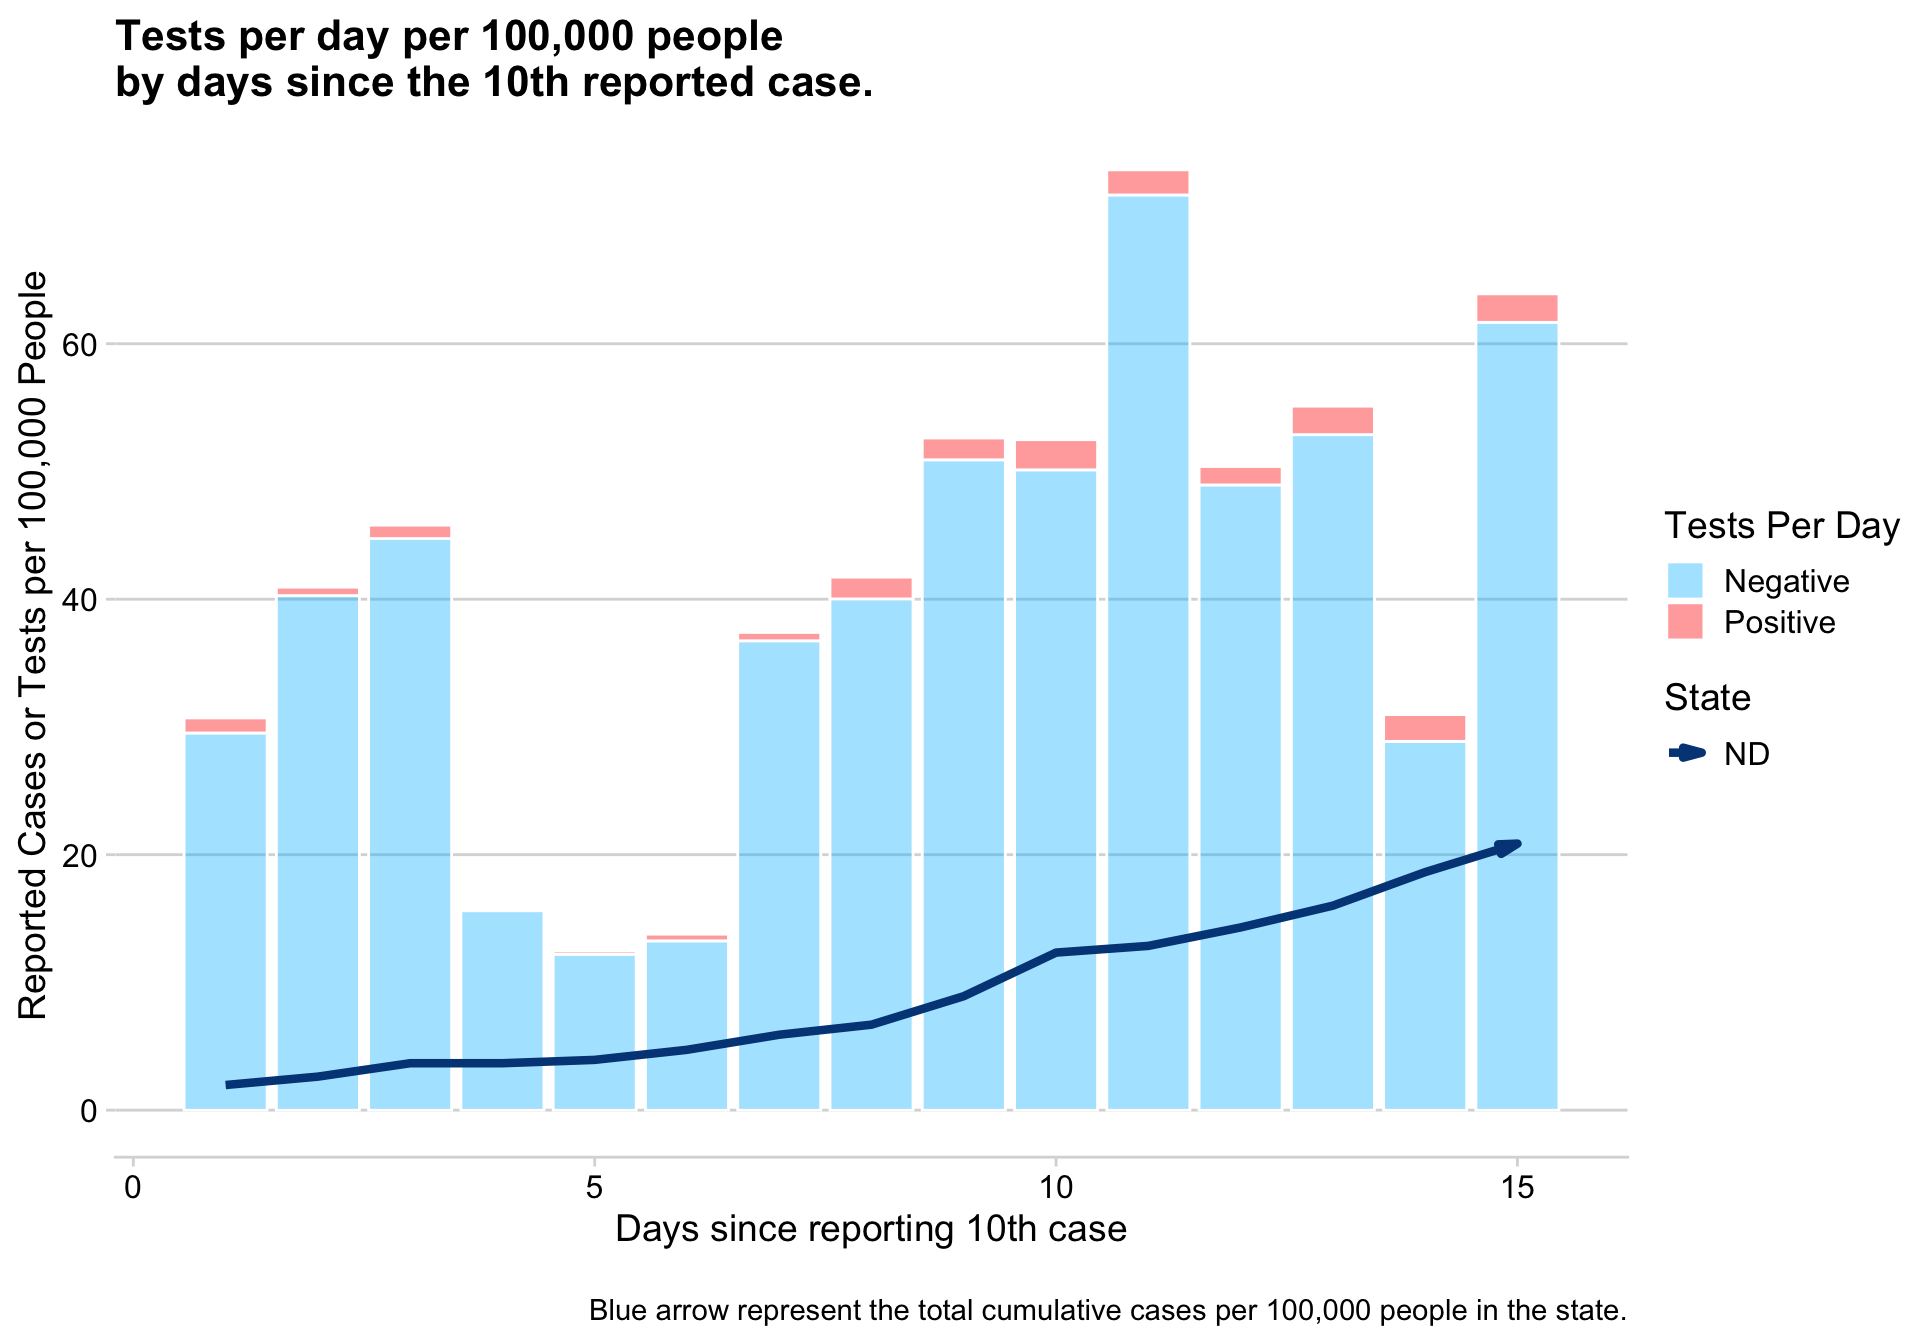 Tests per day per 100,000 people
by days since the 10th reported case.
Reported Cases or Tests per 100,000 People
60
40
20
0
0
5
10
15
Days since reporting 10th case
Tests Per Day
Negative
Positive
State
ND
Blue arrow represent the total cumulative cases per 100,000 people in the state.